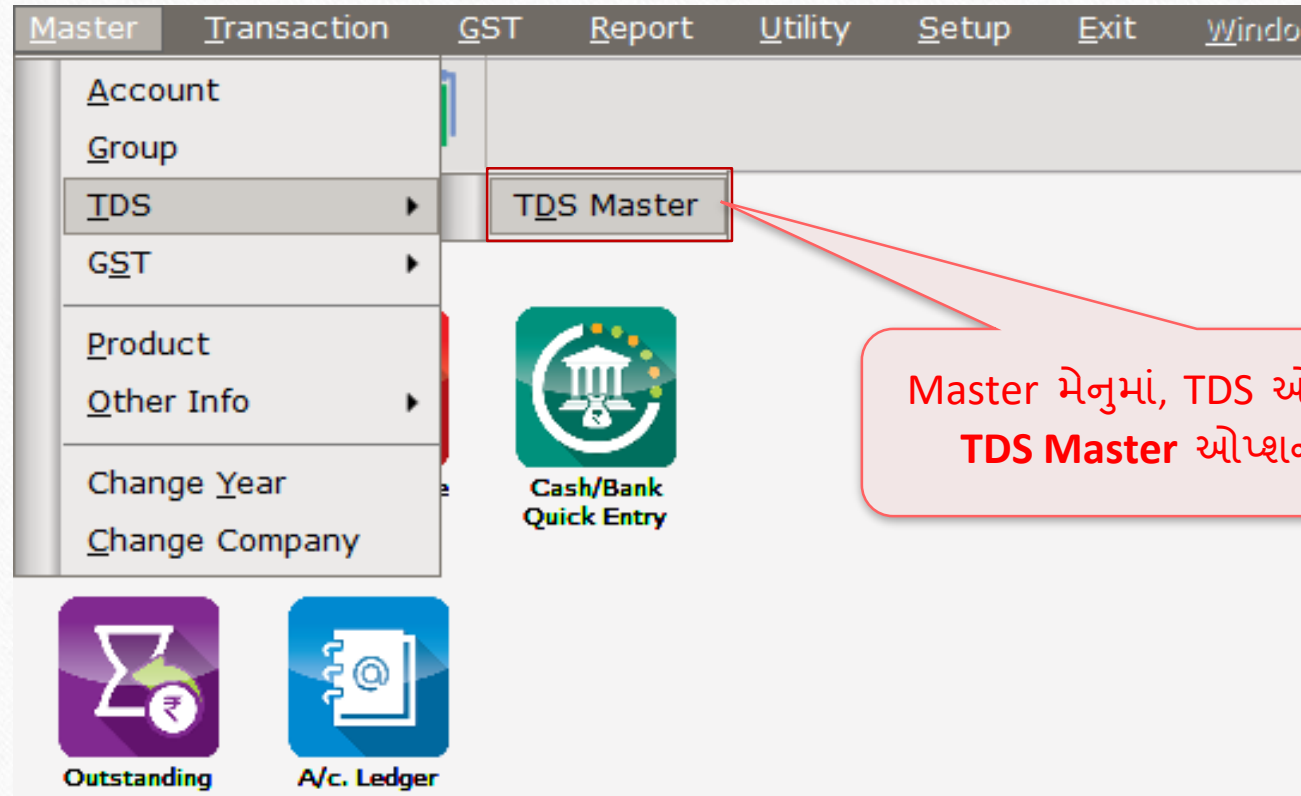 Master Transaction GST Report Utility Setup Exit
Account
Group
TDS
TDS Master
GST
Product
Other Info
Change Year
Change Company
Master મેનુમાં, TDS
TDS Master
Cash/Bank
Quick Entry
Outstanding
A/c. Ledger